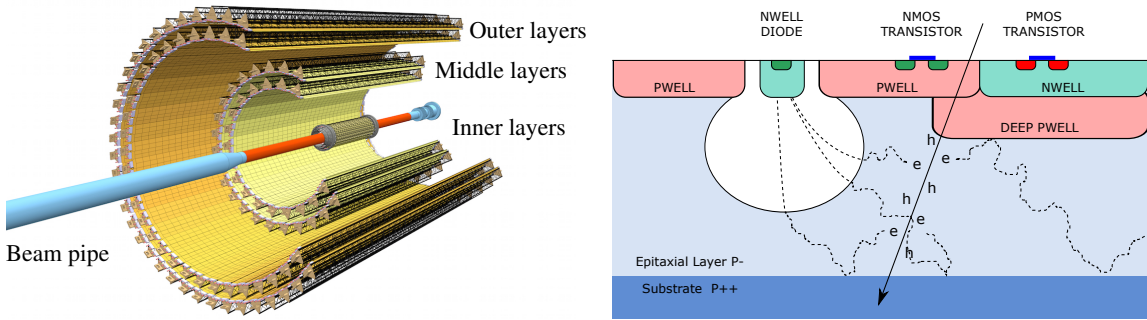 Outer layers
Middle layers
Inner layers
Beam pipe
NWELL
DIODE
NMOS
TRANSISTOR
PMOS
TRANSISTOR
PWELL
PWELL
NWELL
DEEP PWELL
h
e
e
h
h
e
e
h
Epitaxial Layer P-
Substrate P++